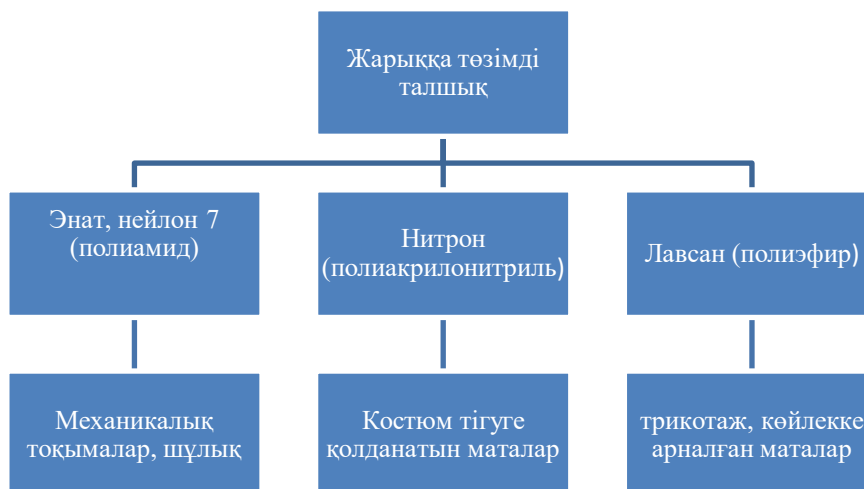 Жарыққа төзімді
талшық
Энат, нейлон 7
(полиамид)
Нитрон
(полиакрилонитриль)
Лавсан (полиэфир)
Механикалық
тоқымалар, шұлық
Костюм тігуге
қолданатын маталар
трикотаж, көйлекке
арналған маталар